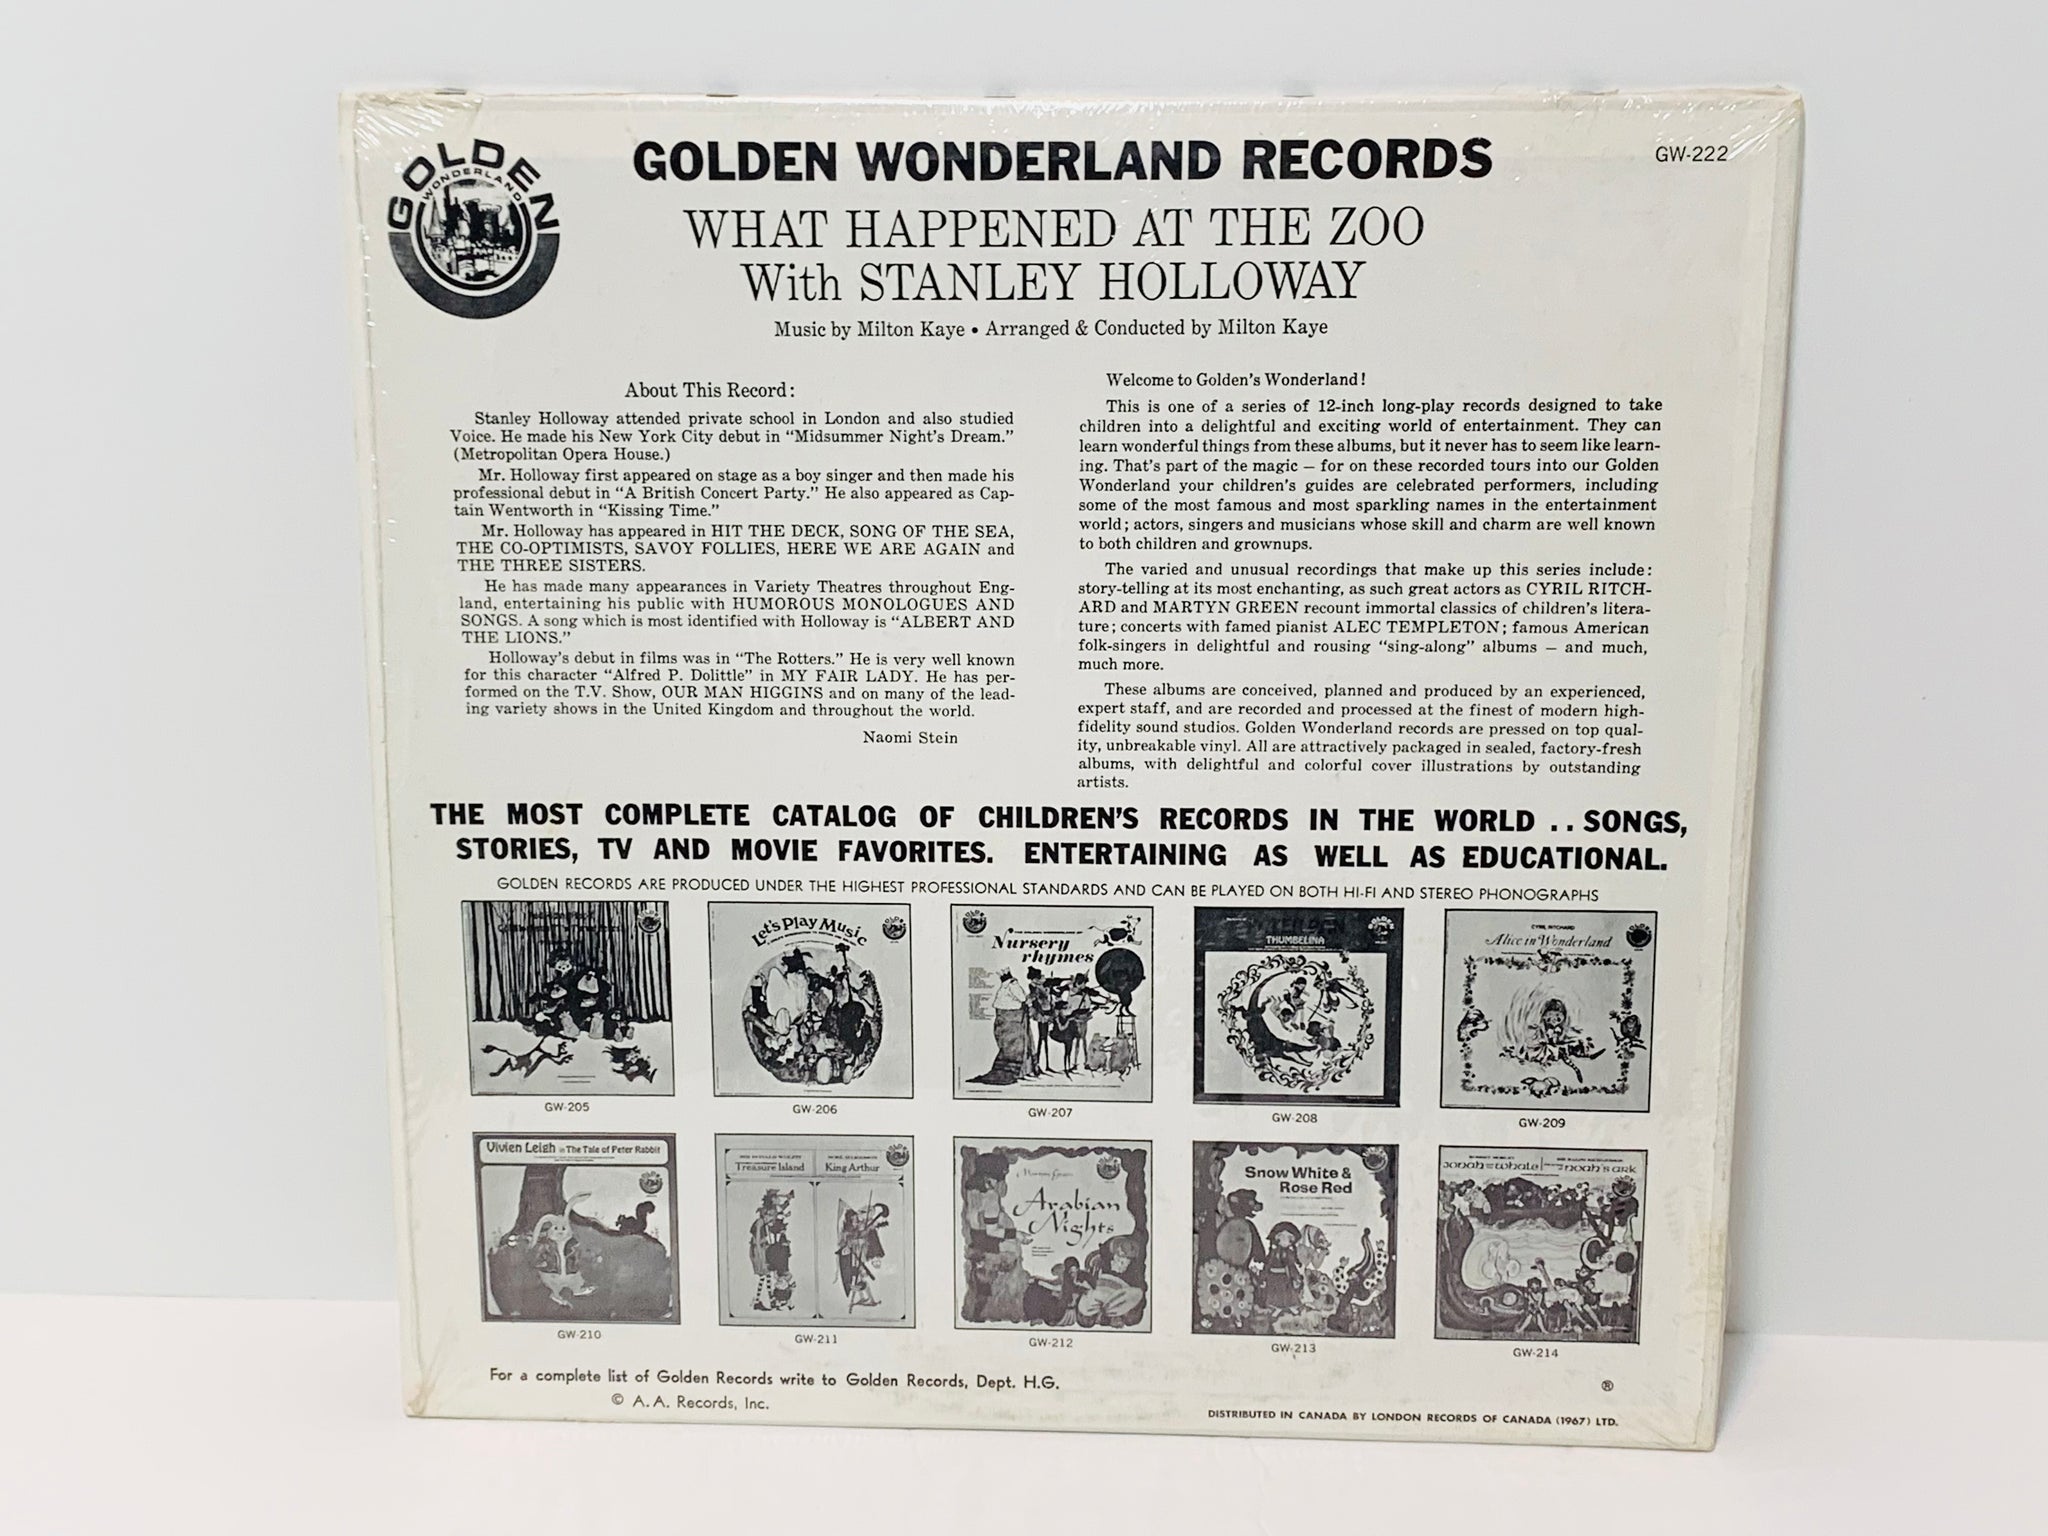 GOLDEN
WONDERLAND
GOLDEN WONDERLAND RECORDS
GW-222
WHAT HAPPENED AT THE ZOO
With STANLEY HOLLOWAY
Music by Milton Kaye • Arranged & Conducted by Milton Kaye
About This Record:
Stanley Holloway attended private school in London and also studied
Voice. He made his New York City debut in “Midsummer Night’s Dream.”
(Metropolitan Opera House.)
Mr. Holloway first appeared on stage as a boy singer and then made his
professional debut in “A British Concert Party.” He also appeared as Cap-
tain Wentworth in “Kissing Time.”
Mr. Holloway has appeared in HIT THE DECK, SONG OF THE SEA,
THE CO-OPTIMISTS, SAVOY FOLLIES, HERE WE ARE AGAIN and
THE THREE SISTERS.
He has made many appearances in Variety Theatres throughout Eng-
land, entertaining his public with HUMOROUS MONOLOGUES AND
SONGS. A song which is most identified with Holloway is “ALBERT AND
THE LIONS.”
Holloway’s debut in films was in “The Rotters.” He is very well known
for this character “Alfred P. Dolittle” in MY FAIR LADY. He has per-
formed on the T.V. Show, OUR MAN HIGGINS and on many of the lead-
ing variety shows in the United Kingdom and throughout the world.
Naomi Stein
Welcome to Golden’s Wonderland!
This is one of a series of 12-inch long-play records designed to take
children into a delightful and exciting world of entertainment. They can
learn wonderful things from these albums, but it never has to seem like learn-
ing. That’s part of the magic – for on these recorded tours into our Golden
Wonderland your children’s guides are celebrated performers, including
some of the most famous and most sparkling names in the entertainment
world; actors, singers and musicians whose skill and charm are well known
to both children and grownups.
The varied and unusual recordings that make up this series include:
story-telling at its most enchanting, as such great actors as CYRIL RITCH-
ARD and MARTYN GREEN recount immortal classics of children’s litera-
ture; concerts with famed pianist ALEC TEMPLETON; famous American
folk-singers in delightful and rousing “sing-along” albums – and much,
much more.
These albums are conceived, planned and produced by an experienced,
expert staff, and are recorded and processed at the finest of modern high-
fidelity sound studios. Golden Wonderland records are pressed on top qual-
ity, unbreakable vinyl. All are attractively packaged in sealed, factory-fresh
albums, with delightful and colorful cover illustrations by outstanding
artists.
THE MOST COMPLETE CATALOG OF CHILDREN’S RECORDS IN THE WORLD .. SONGS,
STORIES, TV AND MOVIE FAVORITES. ENTERTAINING AS WELL AS EDUCATIONAL.
GOLDEN RECORDS ARE PRODUCED UNDER THE HIGHEST PROFESSIONAL STANDARDS AND CAN BE PLAYED ON BOTH HI-FI AND STEREO PHONOGRAPHS
Let’s Play Music
Nursery
rhymes
THUMBELINA
CYRIL RITCHARD
Alice in Wonderland
GW-205
GW-206
GW-207
GW-208
GW-209
Vivien Leigh in The Tale of Peter Rabbit
Treasure Island
King Arthur
Arabian
Nights
Snow White &
Rose Red
Jonah and the whale
noah’s ark
GW-210
GW-211
GW-212
GW-213
GW-214
For a complete list of Golden Records write to Golden Records, Dept. H.G.
© A.A. Records, Inc.
®
DISTRIBUTED IN CANADA BY LONDON RECORDS OF CANADA (1967) LTD.